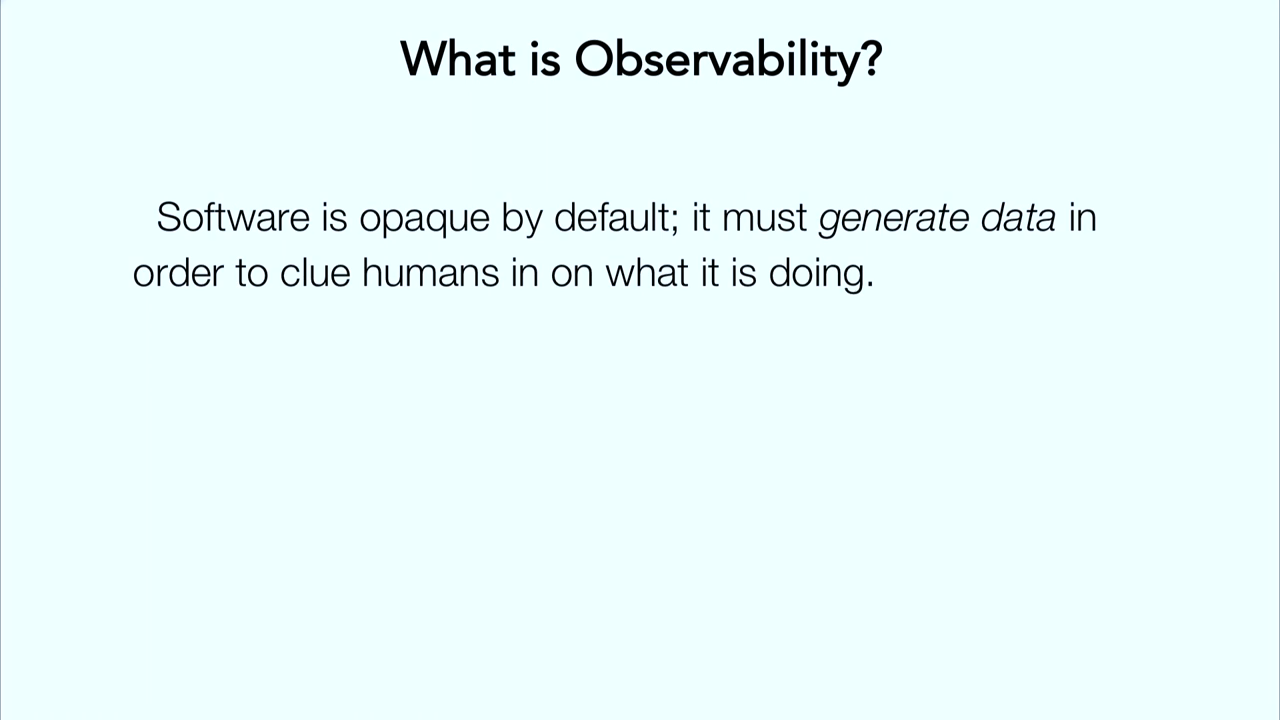 What is Observability?
Software is opaque by default; it must generate data in
order to clue humans in on what it is doing.